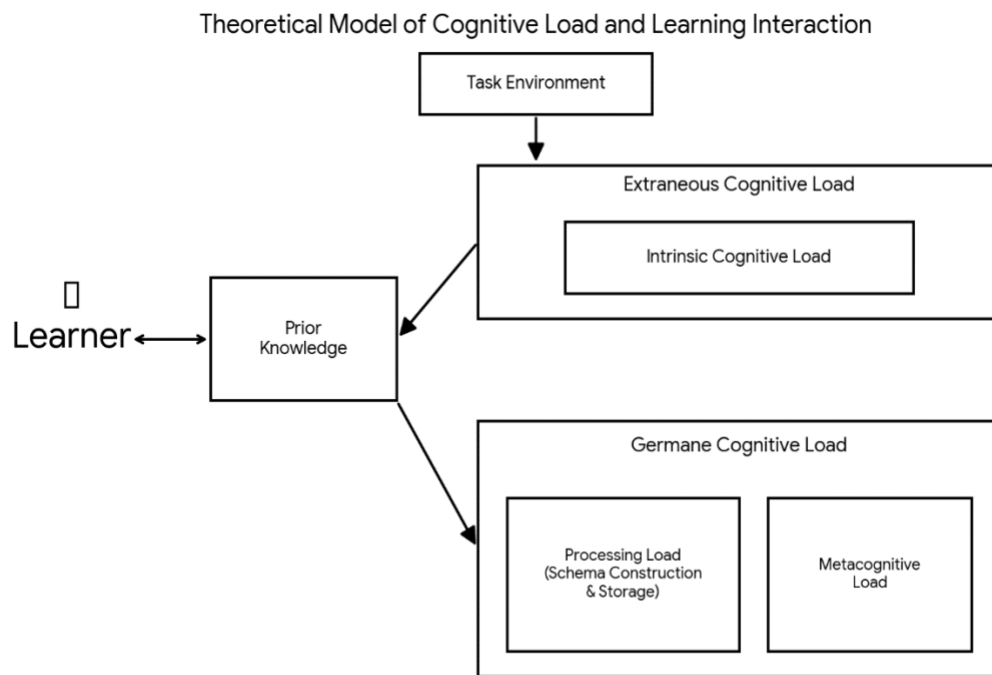 Theoretical Model of Cognitive Load and Learning Interaction
Task Environment
Extraneous Cognitive Load
Intrinsic Cognitive Load
Learner
Prior
Knowledge
Germane Cognitive Load
Processing Load
(Schema Construction
& Storage)
Metacognitive
Load